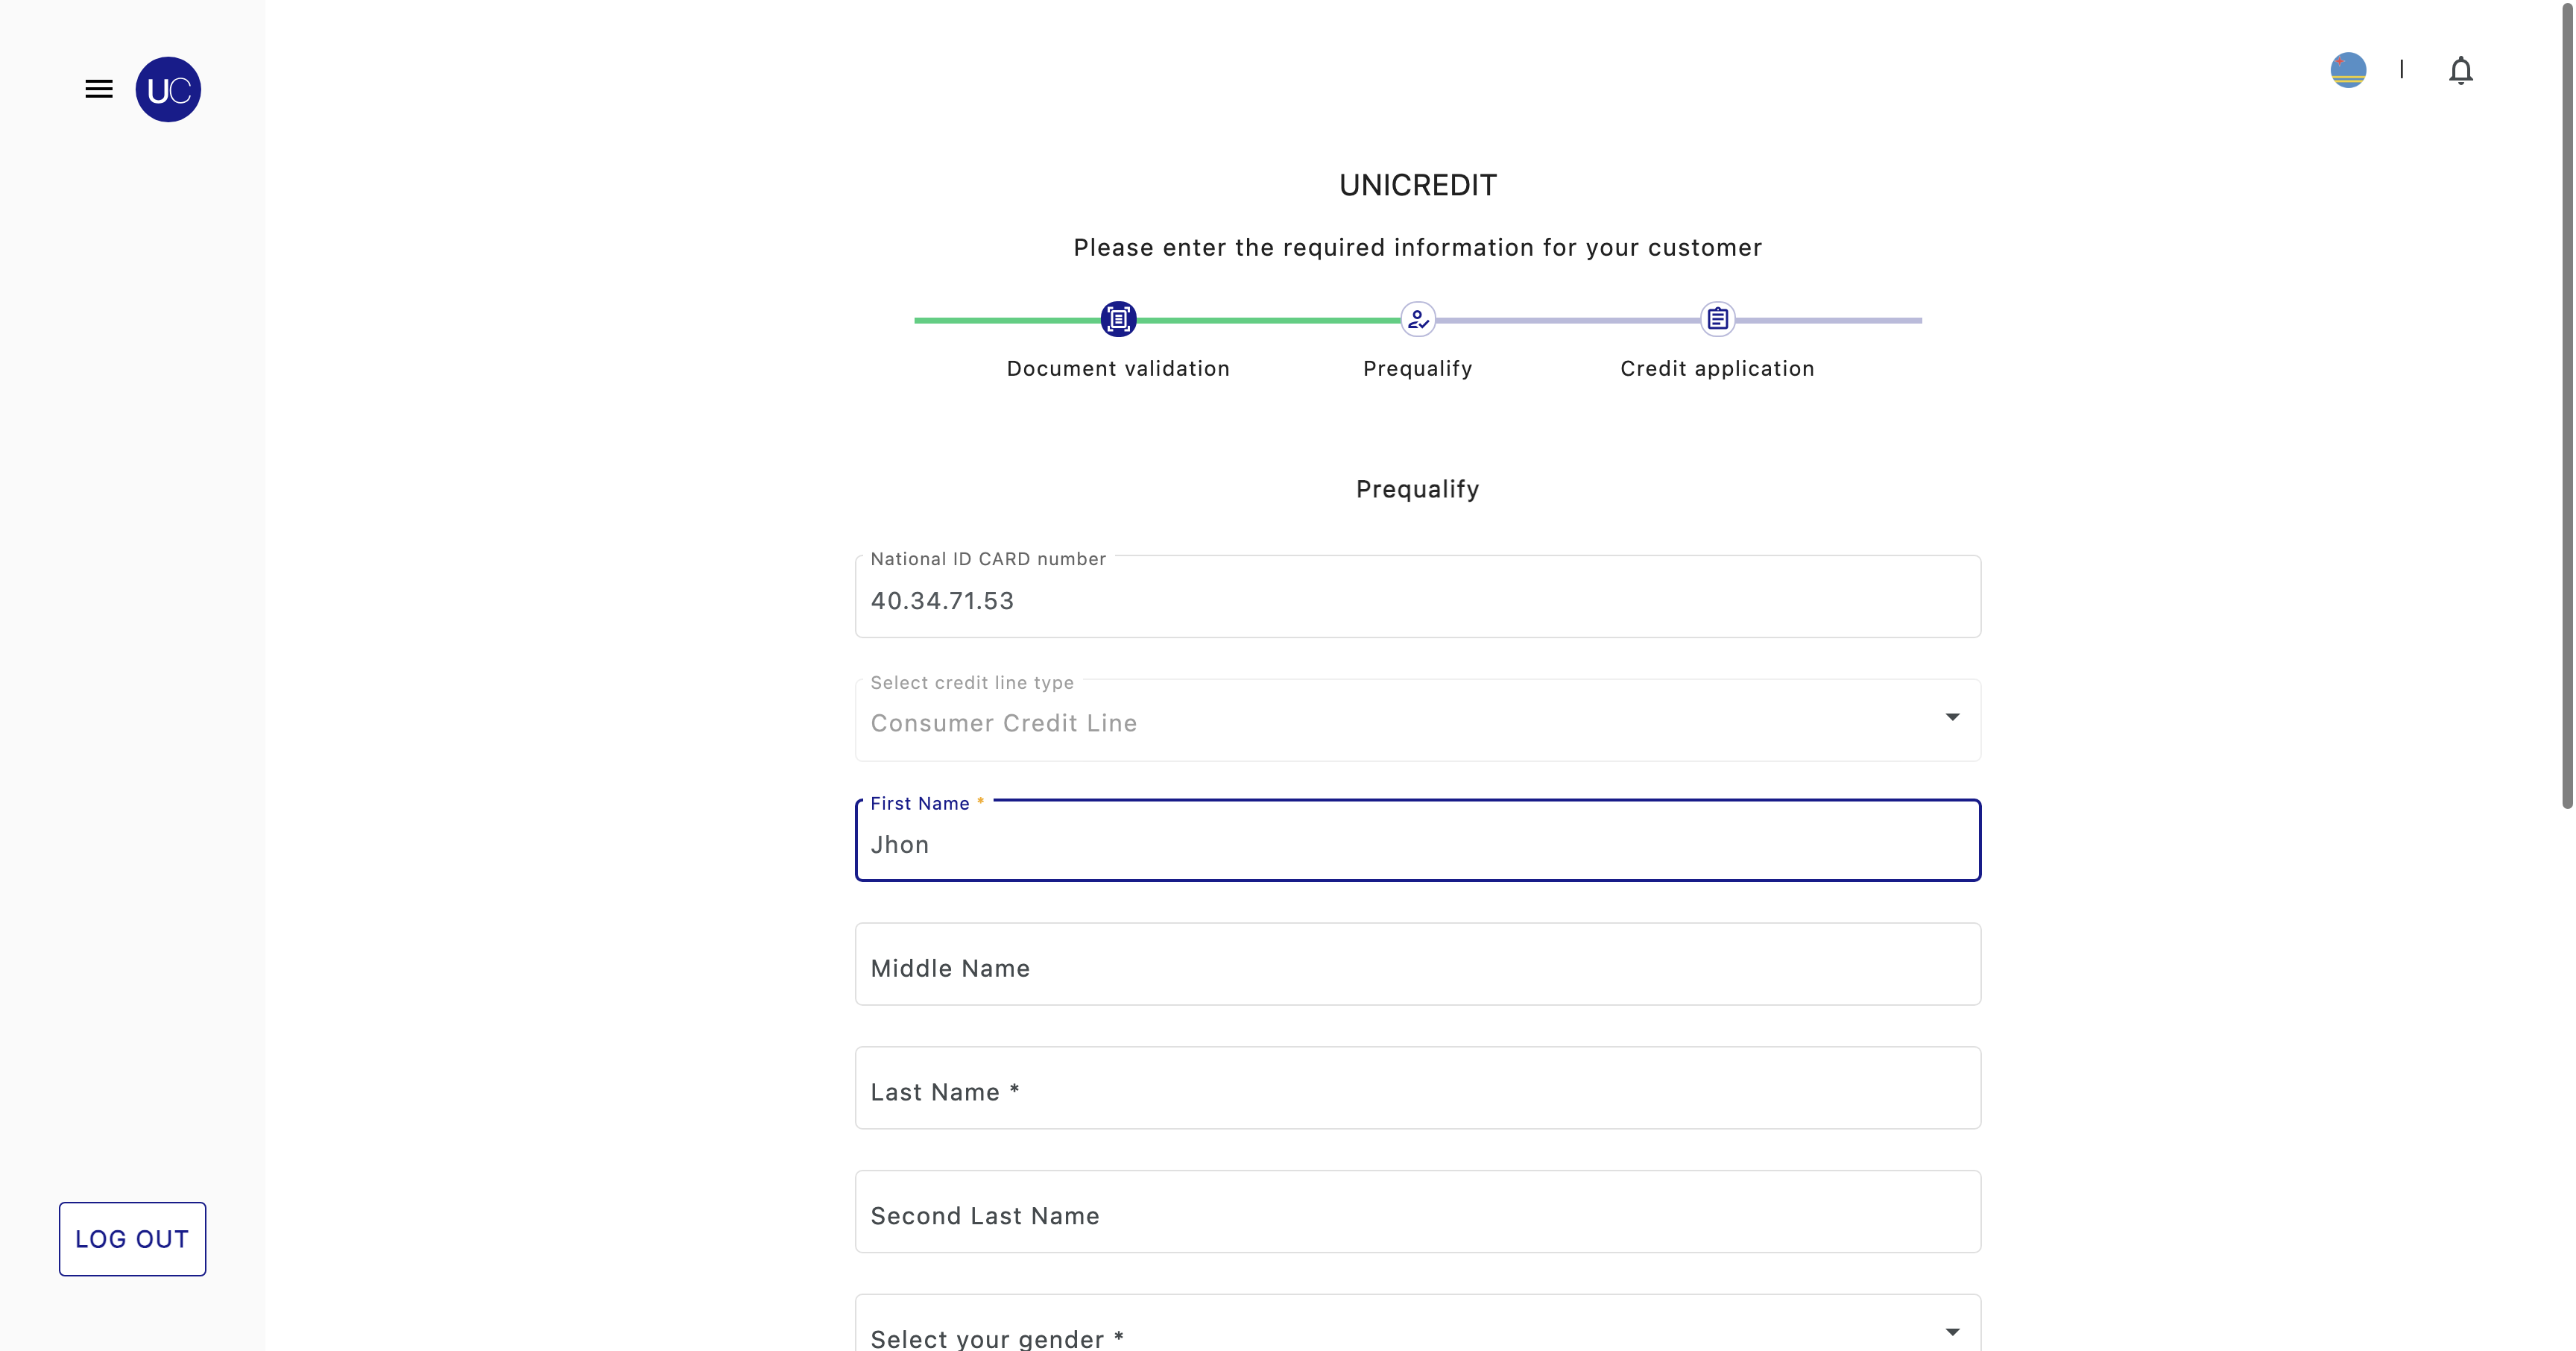 UC
UNICREDIT
Please enter the required information for your customer
Document validation
Prequalify
Credit application
Prequalify
National ID CARD number
40.34.71.53
Select credit line type
Consumer Credit Line
First Name *
Jhon
Middle Name
Last Name *
Second Last Name
Select your gender *
LOG OUT